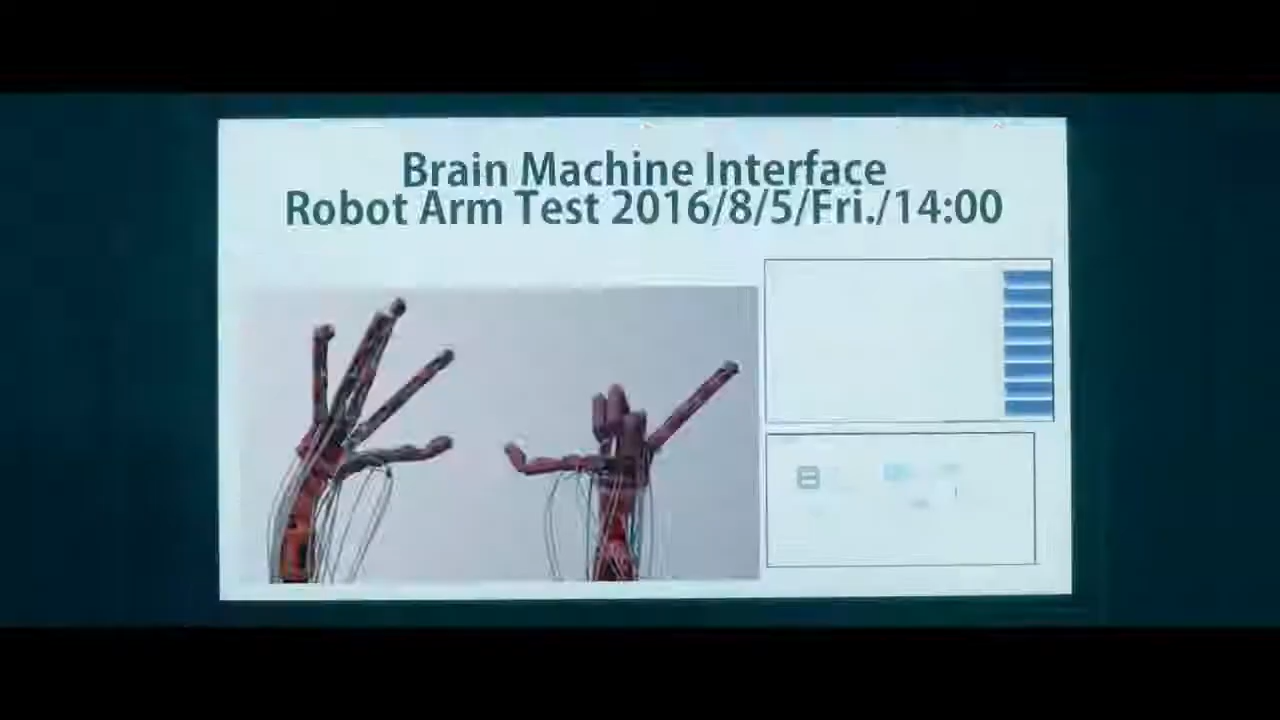 Brain Machine Interface
Robot Arm Test 2016/8/5/Fri./14:00